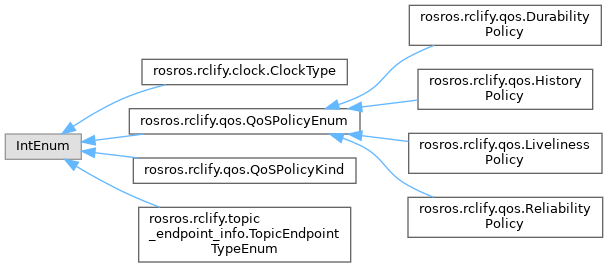 IntEnum
rosros.rclify.clock.ClockType
rosros.rclify.qos.QoSPolicyEnum
rosros.rclify.qos.QoSPolicyKind
rosros.rclify.topic
_endpoint_info.TopicEndpoint
TypeEnum
rosros.rclify.qos.Durability
Policy
rosros.rclify.qos.History
Policy
rosros.rclify.qos.Liveliness
Policy
rosros.rclify.qos.Reliability
Policy